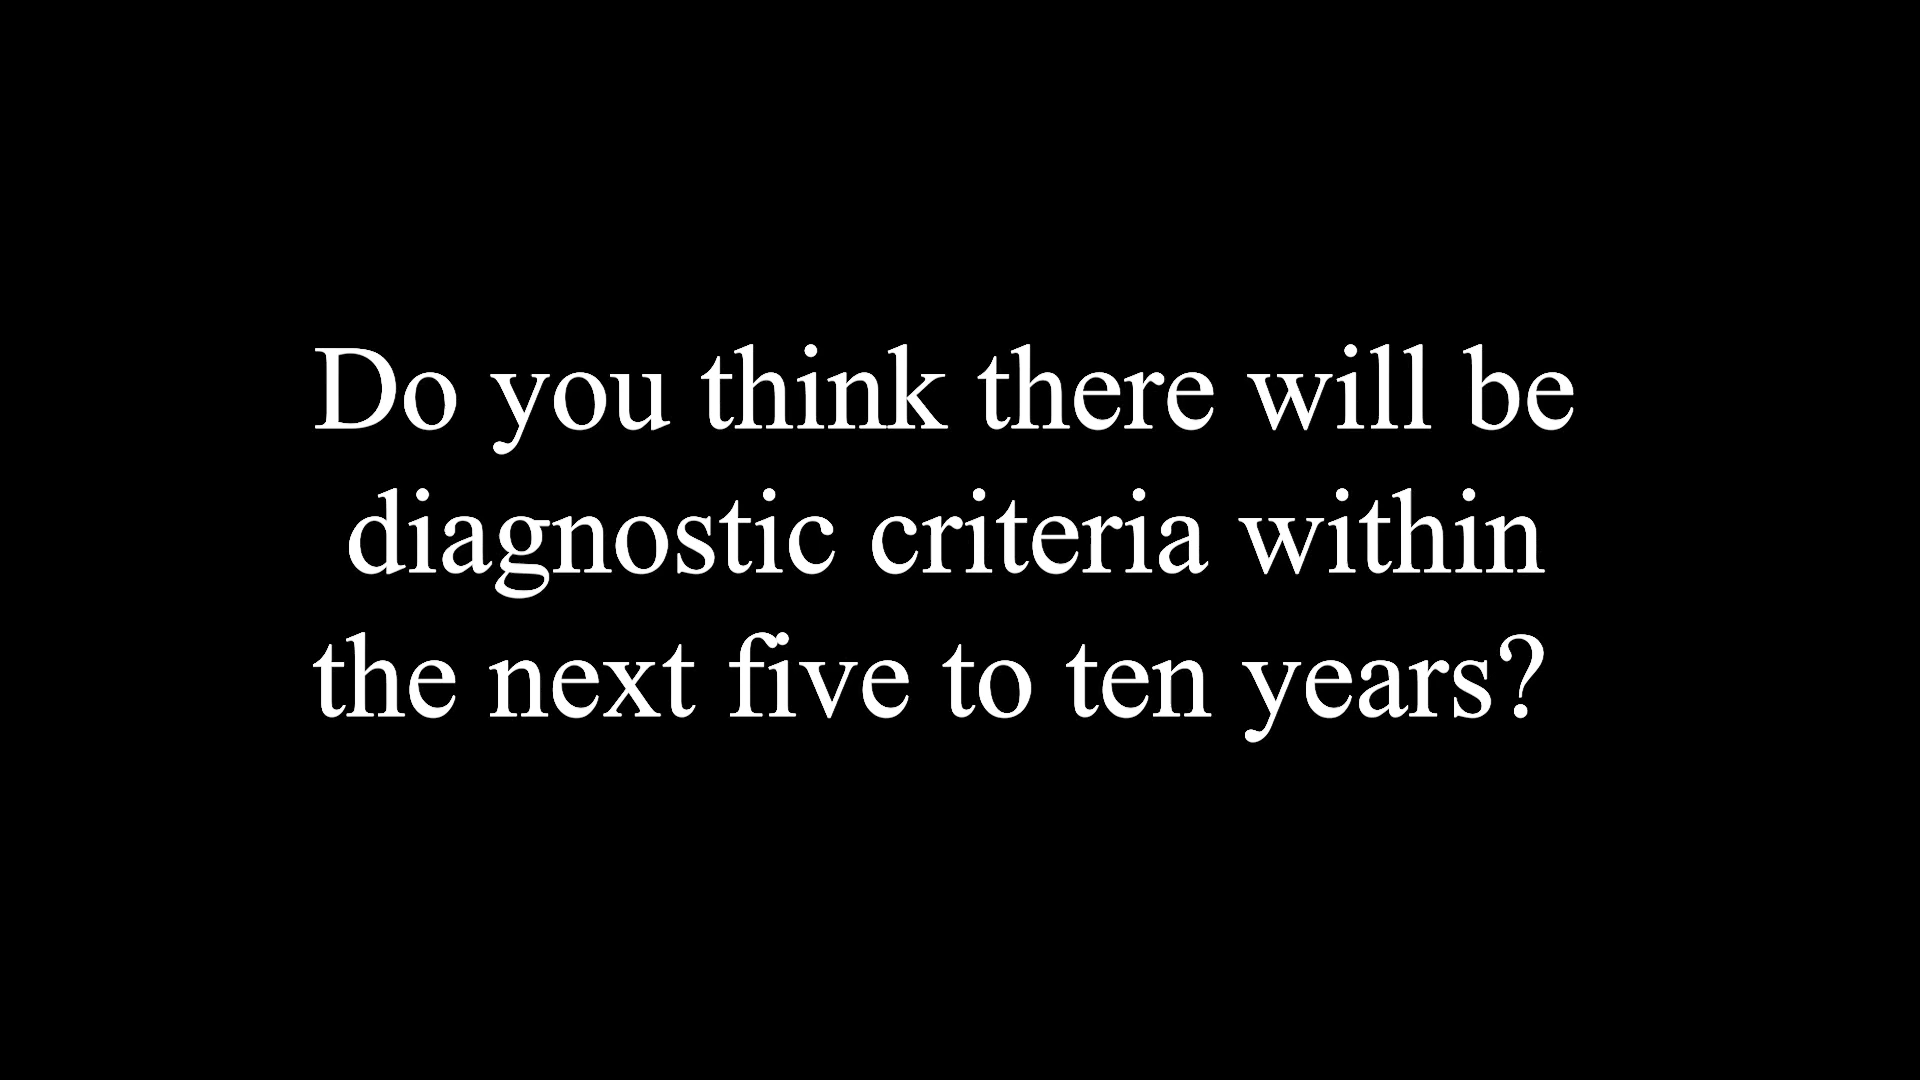 Do you think there will be
diagnostic criteria within
the next five to ten years?